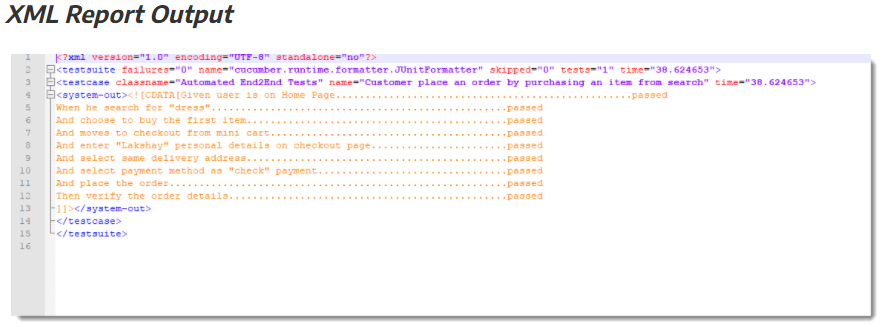 XML Report Output
1 <?xml version="1.0" encoding="UTF-8" standalone="no"?>
2 <testsuite failures="0" name="cucumber.runtime.formatter.JUnitFormatter" skipped="0" tests="1" time="38.624653">
3 <testcase classname="Automated End2End Tests" name="Customer place an order by purchasing an item from search" time="38.624653">
4 <system-out><![CDATA[Given user is on Home Page..................................................passed
5 When he search for "dress"..................................................passed
6 And choose to buy the first item............................................passed
7 And moves to checkout from mini cart........................................passed
8 And enter "Lakshay" personal details on checkout page.......................passed
9 And select same delivery address............................................passed
10 And select payment method as "check" payment................................passed
11 And place the order.........................................................passed
12 Then verify the order details...............................................passed
13 ]]></system-out>
14 </testcase>
15 </testsuite>
16